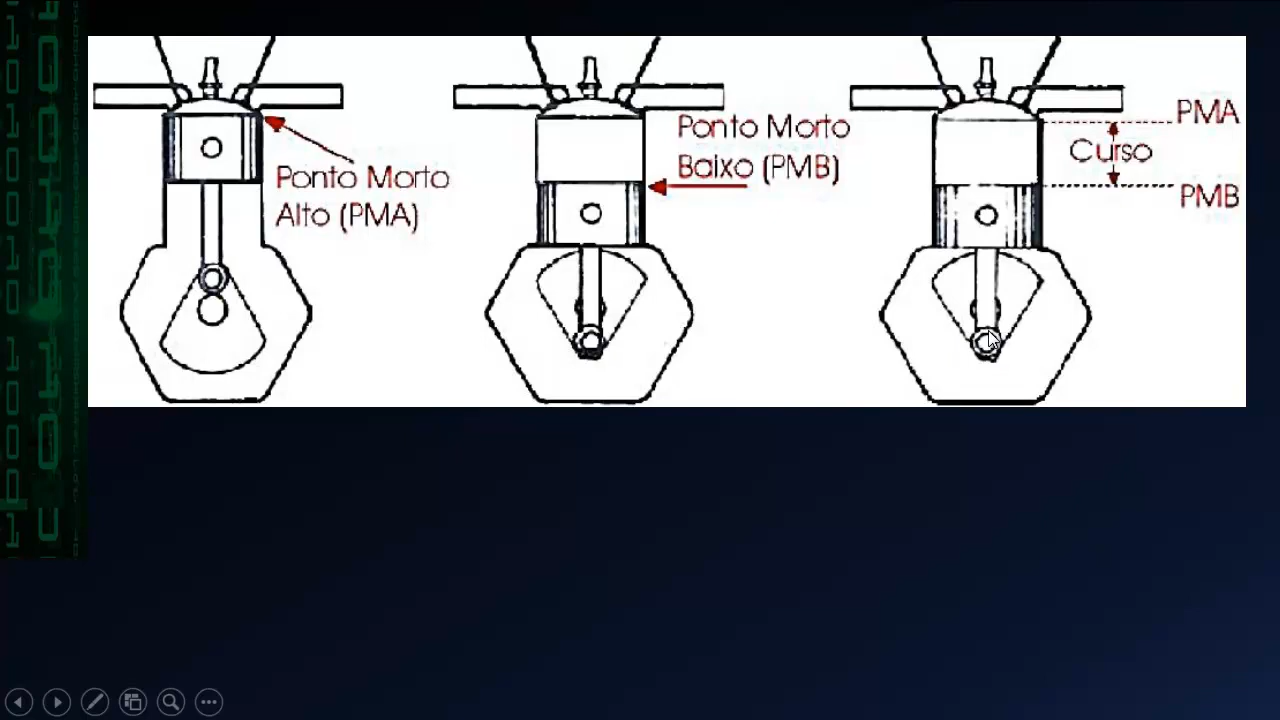 Ponto Morto
Alto (PMA)
Ponto Morto
Baixo (PMB)
PMA
Curso
PMB